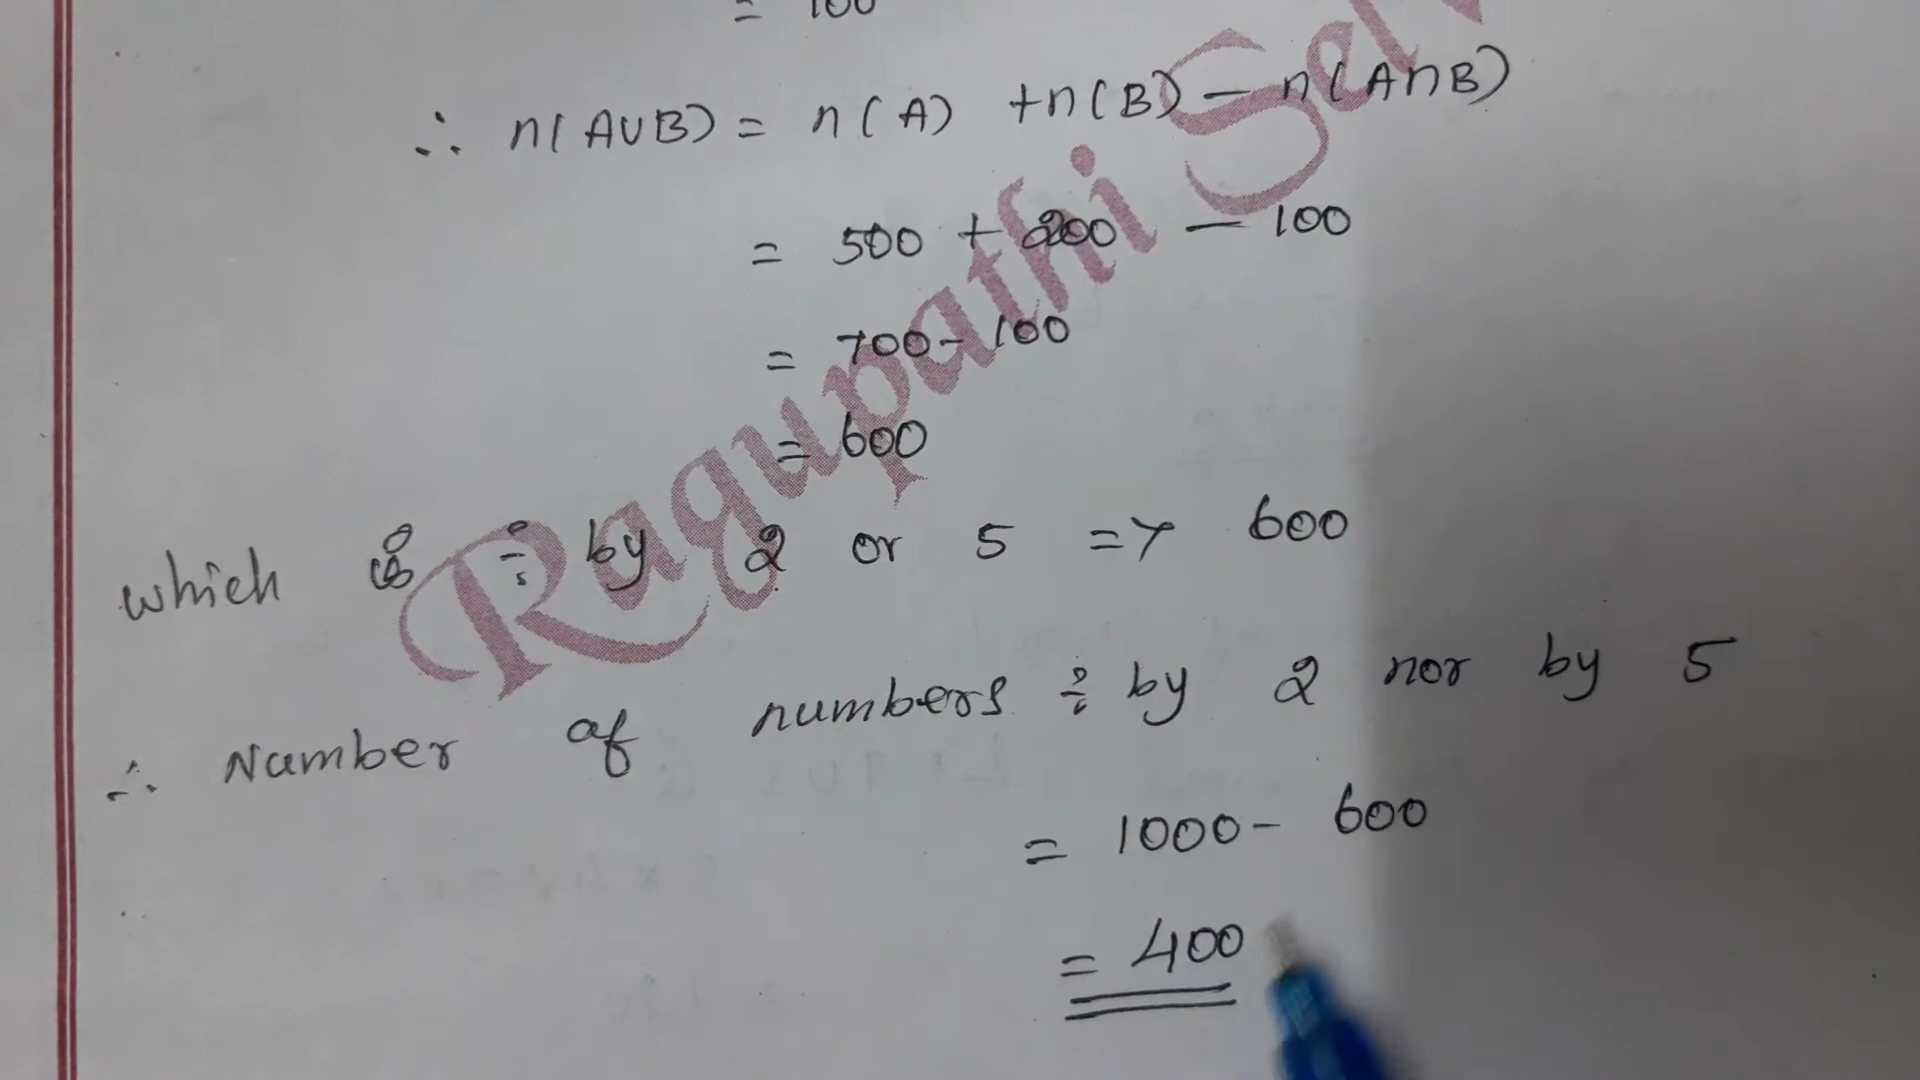 = 100
∴ n(A∪B) = n(A) + n(B) − n(A∩B)
= 500 + 200 − 100
= 700 - 100
= 600
which ÷ by 2 or 5 => 600
∴ Number of numbers ÷ by 2 nor by 5
= 1000 - 600
= 400
Ragupathi Sel